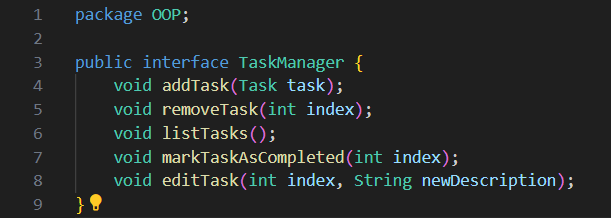 1 package OOP;
2
3 public interface TaskManager {
4     void addTask(Task task);
5     void removeTask(int index);
6     void listTasks();
7     void markTaskAsCompleted(int index);
8     void editTask(int index, String newDescription);
9 }